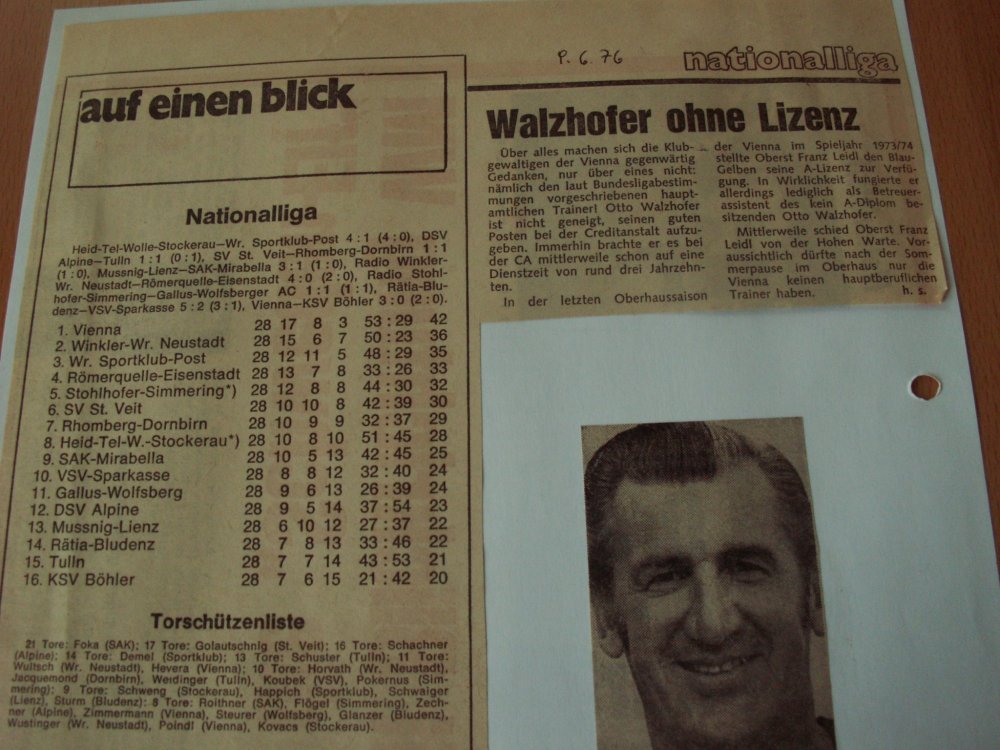 P. 6. 76
nationalliga
auf einen blick
Nationalliga
Heid-Tel-Wolle-Stockerau—Wr. Sportklub-Post 4 : 1 (4 : 0), DSV
Alpine—Tulln 1 : 1 (0 : 1), SV St. Veit—Rhomberg-Dornbirn 1 : 1
(1 : 0), Mussnig-Lienz—SAK-Mirabella 3 : 1 (1 : 0), Radio Winkler-
Wr. Neustadt—Römerquelle-Eisenstadt 4 : 0 (2 : 0), Radio Stohl-
hofer-Simmering—Gallus-Wolfsberger AC 1 : 1 (1 : 1), Rätia-Blu-
denz—VSV-Sparkasse 5 : 2 (3 : 1), Vienna—KSV Böhler 3 : 0 (2 : 0).
1. Vienna 28 17 8 3 53 : 29 42
2. Winkler-Wr. Neustadt 28 15 6 7 50 : 23 36
3. Wr. Sportklub-Post 28 12 11 5 48 : 29 35
4. Römerquelle-Eisenstadt 28 13 7 8 33 : 26 33
5. Stohlhofer-Simmering*) 28 12 8 8 44 : 30 32
6. SV St. Veit 28 10 10 8 42 : 39 30
7. Rhomberg-Dornbirn 28 10 9 9 32 : 37 29
8. Heid-Tel-W.-Stockerau*) 28 10 8 10 51 : 45 28
9. SAK-Mirabella 28 10 5 13 42 : 45 25
10. VSV-Sparkasse 28 8 8 12 32 : 40 24
11. Gallus-Wolfsberg 28 9 6 13 26 : 39 24
12. DSV Alpine 28 9 5 14 37 : 54 23
13. Mussnig-Lienz 28 6 10 12 27 : 37 22
14. Rätia-Bludenz 28 7 8 13 33 : 46 22
15. Tulln 28 7 7 14 43 : 53 21
16. KSV Böhler 28 7 6 15 21 : 42 20
Torschützenliste
21 Tore: Foka (SAK); 17 Tore: Golautschnig (St. Veit); 16 Tore: Schachner
(Alpine); 14 Tore: Demel (Sportklub); 13 Tore: Schuster (Tulln); 11 Tore:
Wultsch (Wr. Neustadt), Hevera (Vienna); 10 Tore: Horvath (Wr. Neustadt),
Jacquemond (Dornbirn), Weidinger (Tulln), Koubek (VSV), Pokernus (Sim-
mering); 9 Tore: Schweng (Stockerau), Happich (Sportklub), Schwaiger
(Lienz), Sturm (Bludenz); 8 Tore: Roithner (SAK), Flögel (Simmering), Zech-
ner (Alpine), Zimmermann (Vienna), Steurer (Wolfsberg), Glanzer (Bludenz),
Wustinger (Wr. Neustadt), Poindl (Vienna), Kovacs (Stockerau).
Walzhofer ohne Lizenz
Über alles machen sich die Klub-
gewaltigen der Vienna gegenwärtig
Gedanken, nur über eines nicht:
nämlich den laut Bundesligabestim-
mungen vorgeschriebenen haupt-
amtlichen Trainer! Otto Walzhofer
ist nicht geneigt, seinen guten
Posten bei der Creditanstalt aufzu-
geben. Immerhin brachte er es bei
der CA mittlerweile schon auf eine
Dienstzeit von rund drei Jahrzehn-
ten.
In der letzten Oberhaussaison
der Vienna im Spieljahr 1973/74
stellte Oberst Franz Leidl den Blau-
Gelben seine A-Lizenz zur Verfü-
gung. In Wirklichkeit fungierte er
allerdings lediglich als Betreuer-
assistent des kein A-Diplom be-
sitzenden Otto Walzhofer.
Mittlerweile schied Oberst Franz
Leidl von der Hohen Warte. Vor-
aussichtlich dürfte nach der Som-
merpause im Oberhaus nur die
Vienna keinen hauptberuflichen
Trainer haben. h. s.